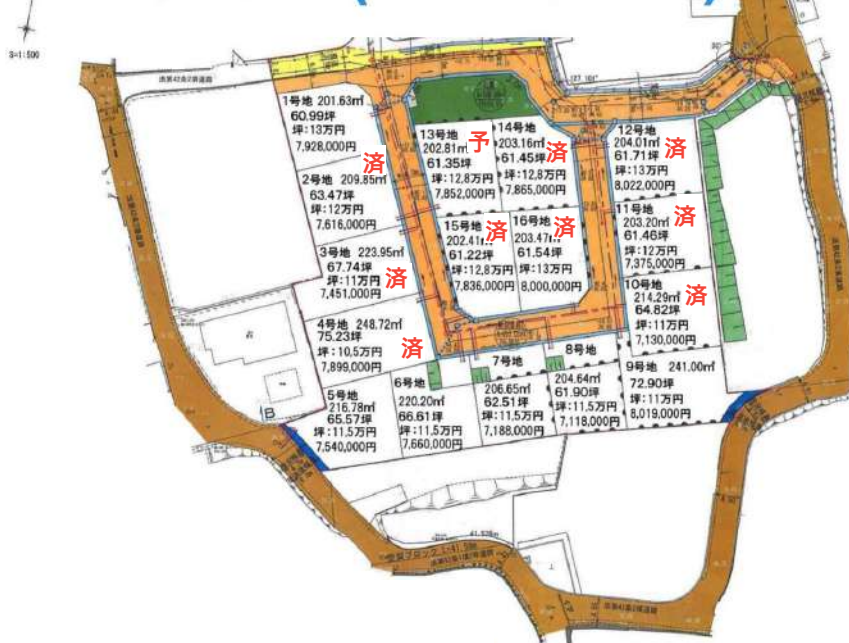 S=1:500
1号地 201.63㎡
60.99坪
坪:13万円
7,928,000円
済
2号地 209.85㎡
63.47坪
坪:12万円
7,616,000円
3号地 223.95㎡
67.74坪
坪:11万円
7,451,000円
済
4号地 248.72㎡
75.23坪
坪:10.5万円
7,899,000円
済
5号地
216.78㎡
65.57坪
坪:11.5万円
7,540,000円
6号地
220.20㎡
66.61坪
坪:11.5万円
7,660,000円
7号地
206.65㎡
62.51坪
坪:11.5万円
7,188,000円
8号地
204.64㎡
61.90坪
坪:11.5万円
7,118,000円
9号地 241.00㎡
72.90坪
坪:11万円
8,019,000円
10号地
214.29㎡
64.82坪
坪:11万円
7,130,000円
済
11号地
203.20㎡
61.46坪
坪:12万円
7,375,000円
済
12号地
204.01㎡
61.71坪
坪:13万円
8,022,000円
済
13号地
202.81㎡
61.35坪
坪:12.8万円
7,852,000円
予
14号地
203.16㎡
61.45坪
坪:12.8万円
7,865,000円
済
15号地
202.41㎡
61.22坪
坪:12.8万円
7,836,000円
済
16号地
203.47㎡
61.54坪
坪:13万円
8,000,000円
済
B